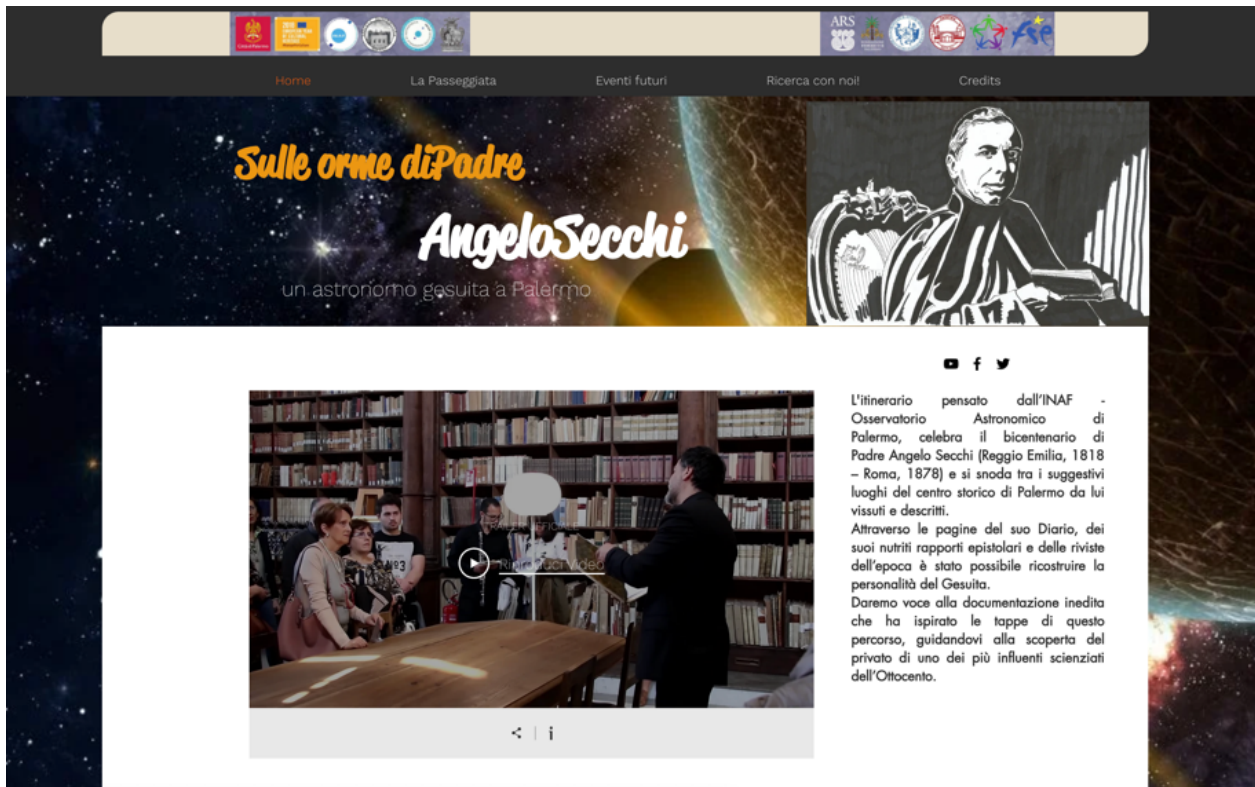 ARS
fse
Home
La Passeggiata
Eventi futuri
Ricerca con noi!
Credits
Sulle orme diPadre
AngeloSecchi
un astronomo gesuita a Palermo
Riproduci Video
N°3
L'itinerario pensato dall'INAF -
Osservatorio Astronomico di
Palermo, celebra il bicentenario di
Padre Angelo Secchi (Reggio Emilia, 1818
– Roma, 1878) e si snoda tra i suggestivi
luoghi del centro storico di Palermo da lui
vissuti e descritti.
Attraverso le pagine del suo Diario, dei
suoi nutriti rapporti epistolari e delle riviste
dell'epoca è stato possibile ricostruire la
personalità del Gesuita.
Daremo voce alla documentazione inedita
che ha ispirato le tappe di questo
percorso, guidandovi alla scoperta del
privato di uno dei più influenti scienziati
dell'Ottocento.